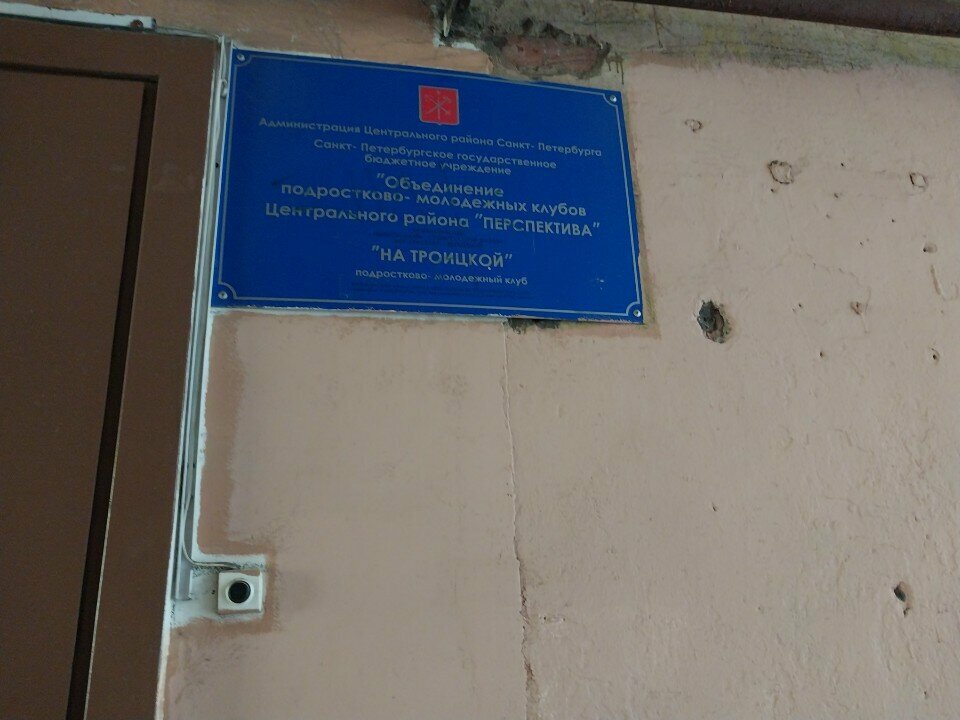 Администрация Центрального района Санкт- Петербурга
Санкт- Петербургское государственное
бюджетное учреждение
"Объединение
подростково- молодежных клубов
Центрального района "ПЕРСПЕКТИВА"
"НА ТРОИЦКОЙ"
подростково- молодежный клуб